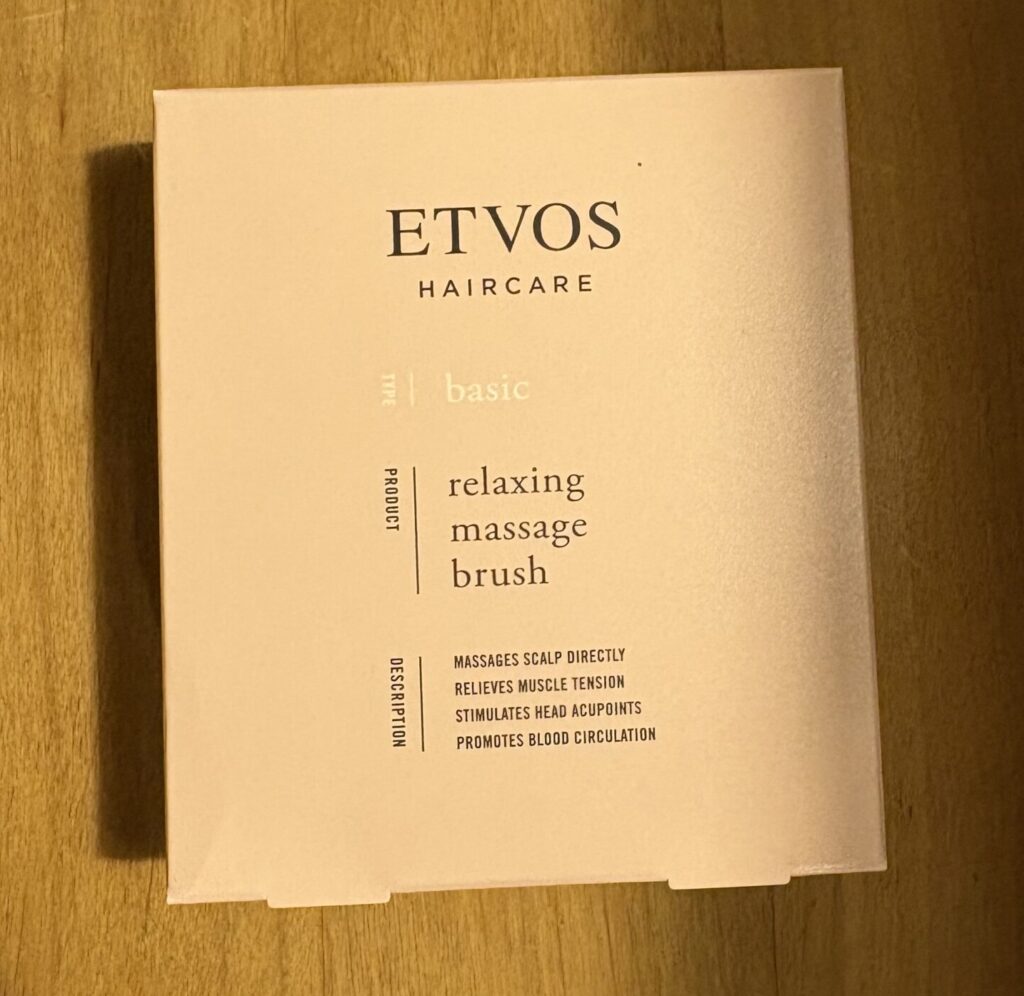 ETVOS
HAIRCARE
TYPE
basic
PRODUCT
relaxing
massage
brush
DESCRIPTION
MASSAGES SCALP DIRECTLY
RELIEVES MUSCLE TENSION
STIMULATES HEAD ACUPOINTS
PROMOTES BLOOD CIRCULATION